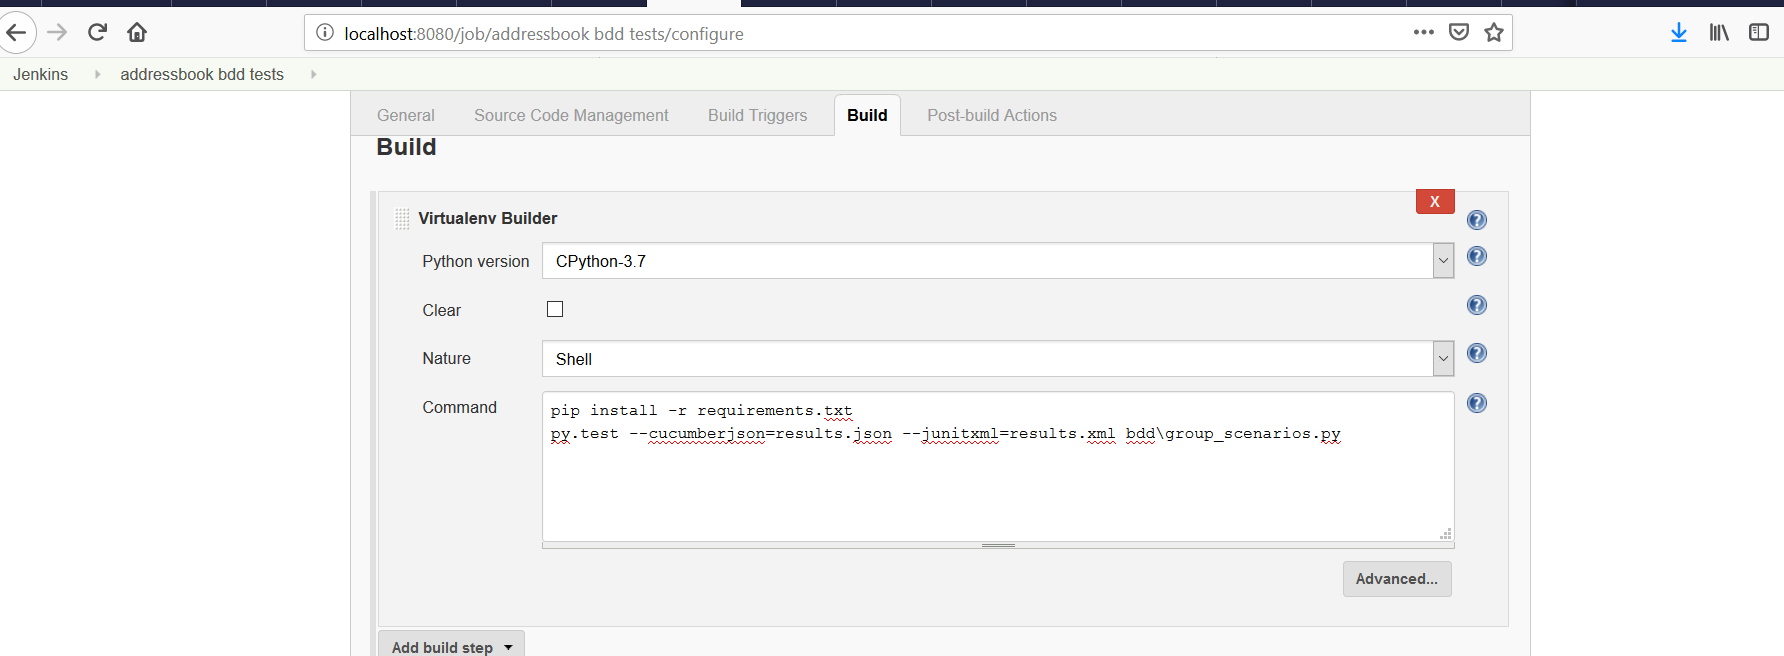 localhost:8080/job/addressbook bdd tests/configure
Jenkins addressbook bdd tests
General Source Code Management Build Triggers Build Post-build Actions
Build
X
Virtualenv Builder
Python version CPython-3.7
Clear
Nature Shell
Command
pip install -r requirements.txt
py.test --cucumberjson=results.json --junitxml=results.xml bdd\group_scenarios.py
Advanced...
Add build step